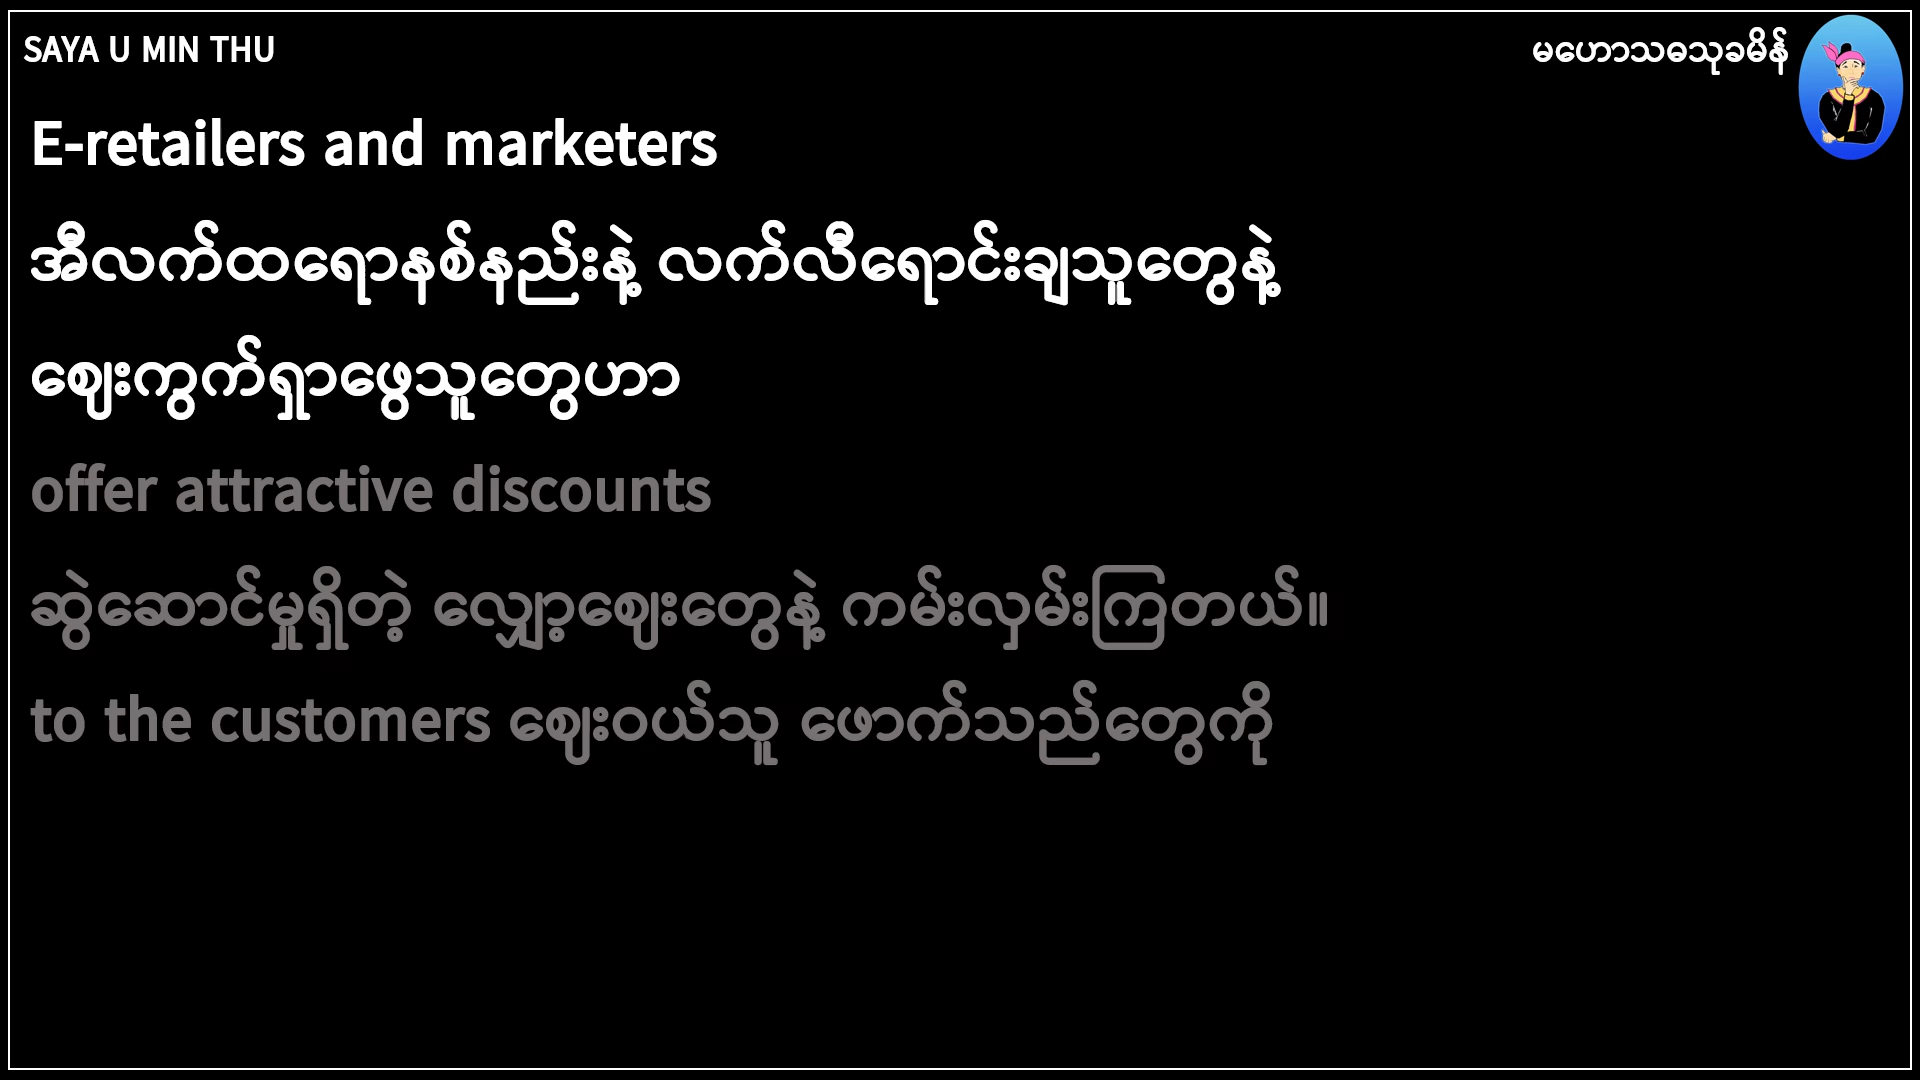 SAYA U MIN THU
မဟောသဓသုခမိန်
E-retailers and marketers
အီလက်ထရောနစ်နည်းနဲ့ လက်လီရောင်းချသူတွေနဲ့
ဈေးကွက်ရှာဖွေသူတွေဟာ
offer attractive discounts
ဆွဲဆောင်မှုရှိတဲ့ လျှော့ဈေးတွေနဲ့ ကမ်းလှမ်းကြတယ်။
to the customers ဈေးဝယ်သူ ဖောက်သည်တွေကို